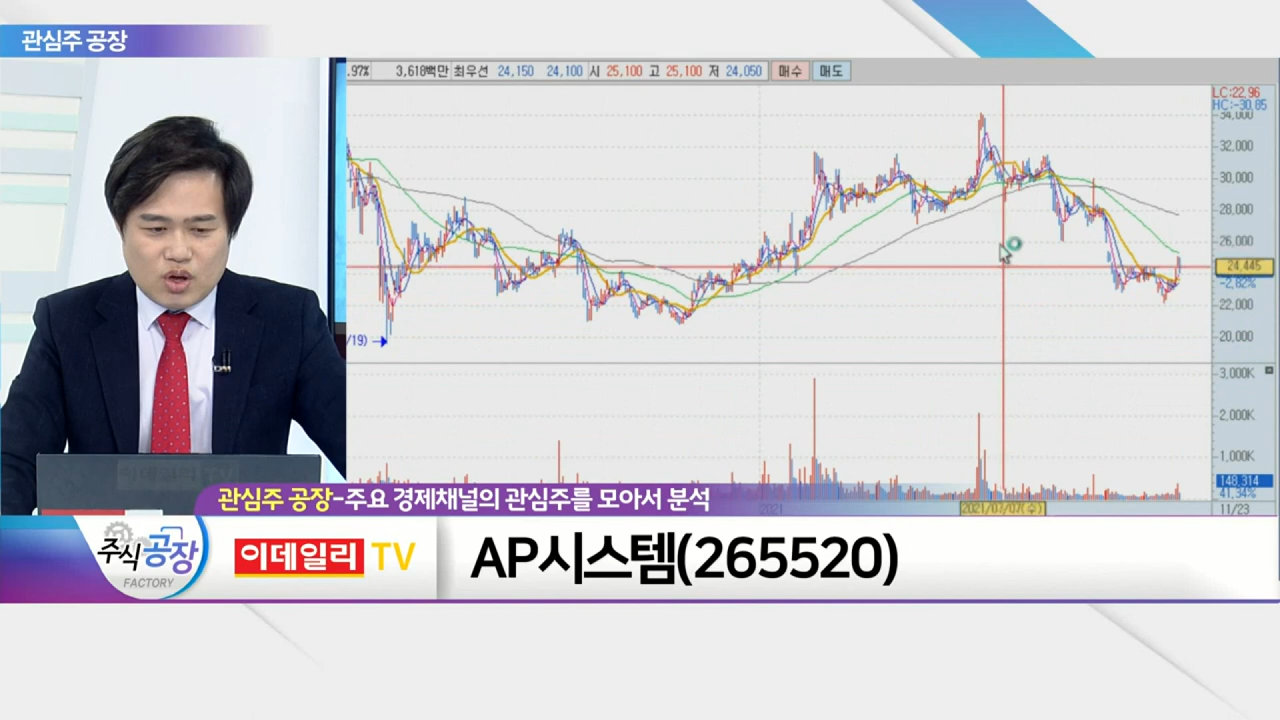 관심주 공장
.97% 3,618백만 최우선 24,150 24,100 시 25,100 고 25,100 저 24,050 매수 매도
LC:22,96
HC:-30,85
34,000
32,000
30,000
28,000
26,000
24,445
-2,82%
22,000
20,000
/19)
3,000K
2,000K
1,000K
148,314
41,34%
2021
2021/07/07(수)
11/23
관심주 공장-주요 경제채널의 관심주를 모아서 분석
주식공장
FACTORY
이데일리 TV
AP시스템(265520)